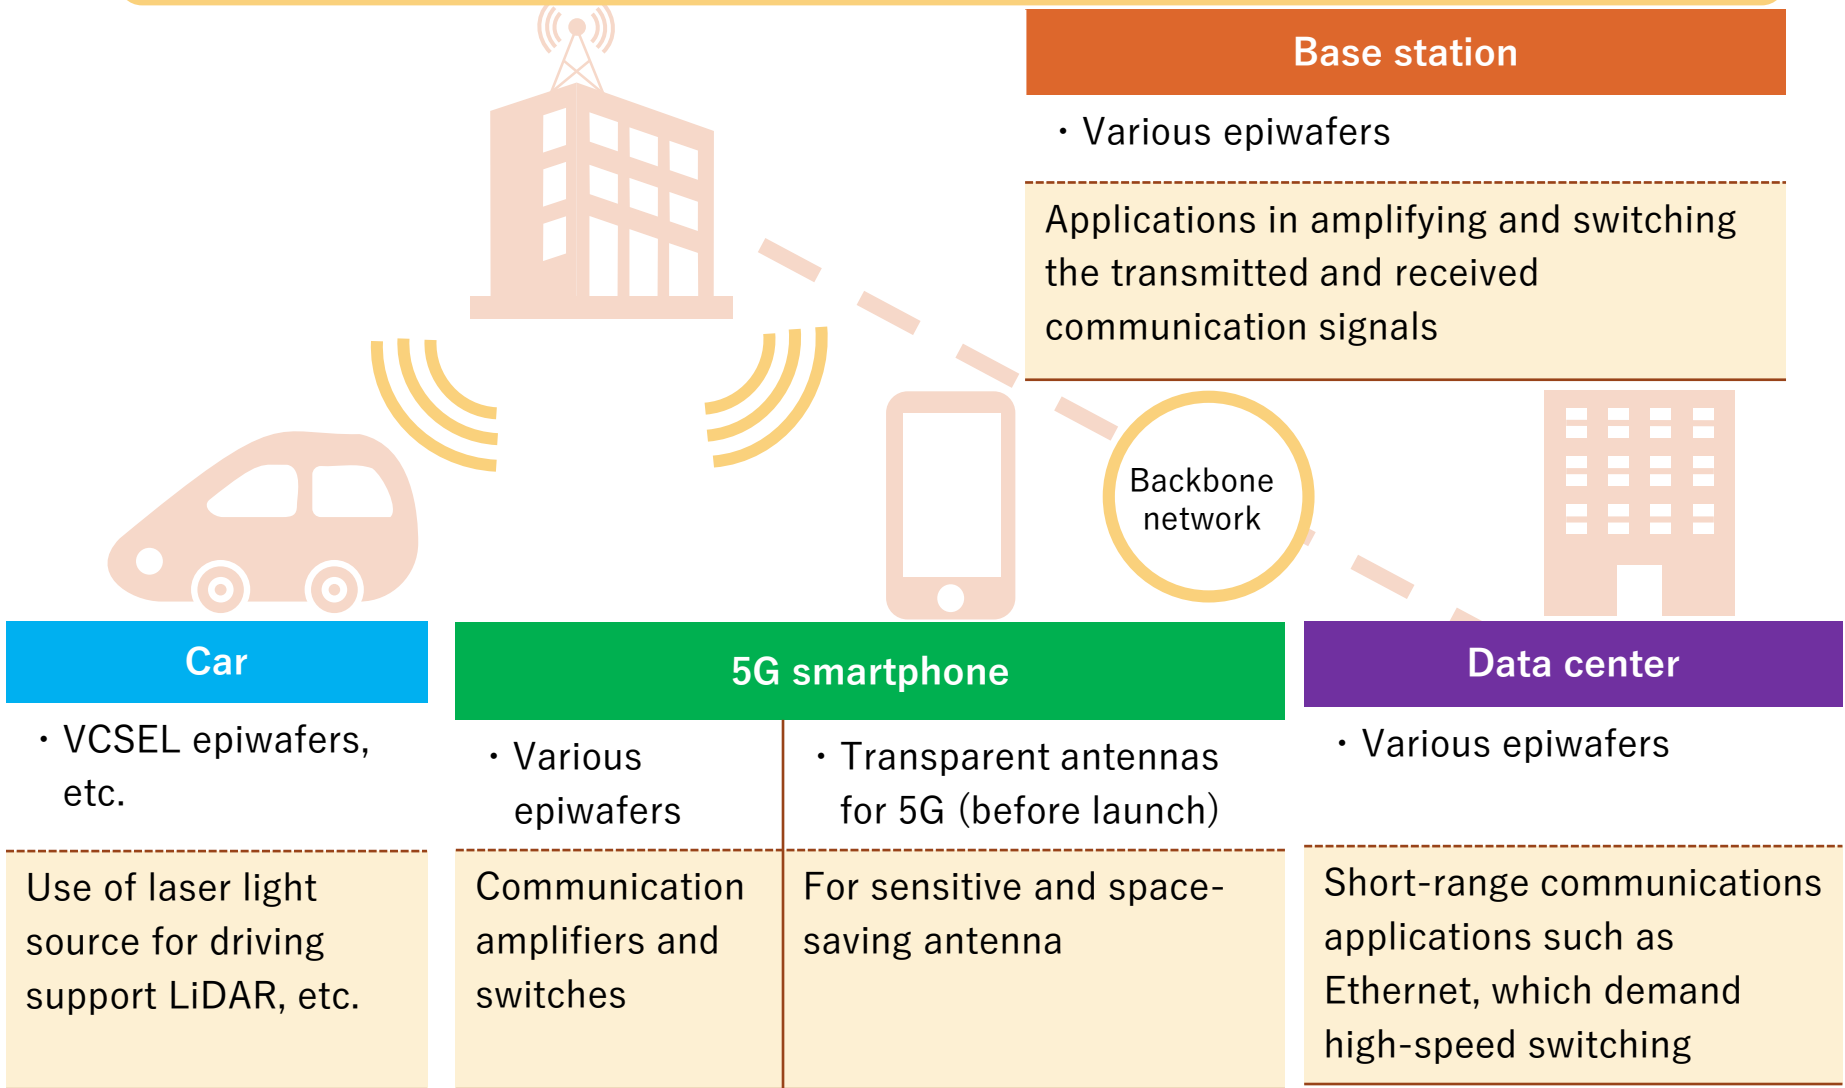 Base station
・Various epiwafers
Applications in amplifying and switching
the transmitted and received
communication signals
Backbone
network
Car
・VCSEL epiwafers,
etc.
Use of laser light
source for driving
support LiDAR, etc.
5G smartphone
・Various
epiwafers
Communication
amplifiers and
switches
・Transparent antennas
for 5G (before launch)
For sensitive and space-
saving antenna
Data center
・Various epiwafers
Short-range communications
applications such as
Ethernet, which demand
high-speed switching